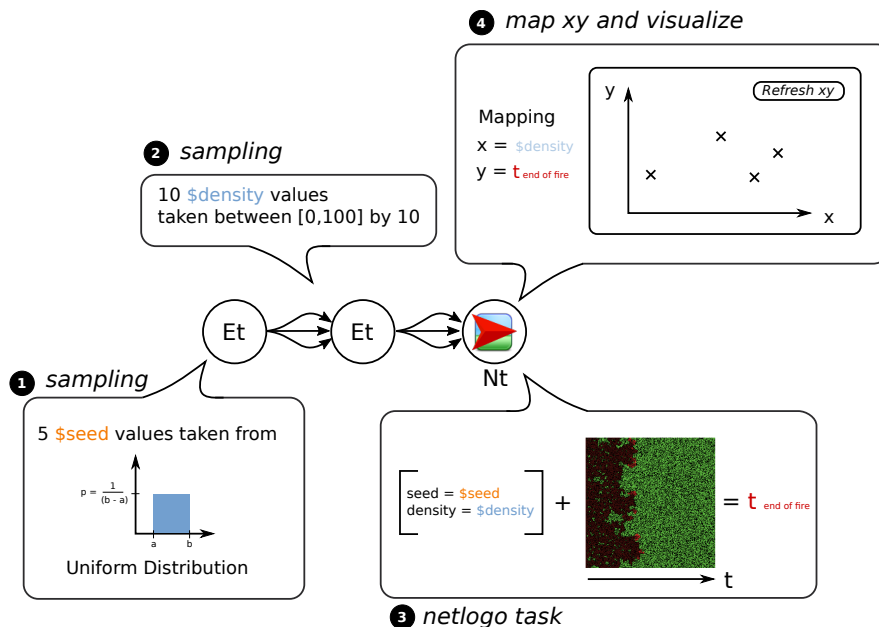 4 map xy and visualize
Refresh xy
y
x
Mapping
x = $density
y = t end of fire
2 sampling
10 $density values
taken between [0,100] by 10
Et
Et
Nt
1 sampling
5 $seed values taken from
p = 1
(b - a)
a
b
Uniform Distribution
seed = $seed
density = $density
+
= t end of fire
t
3 netlogo task